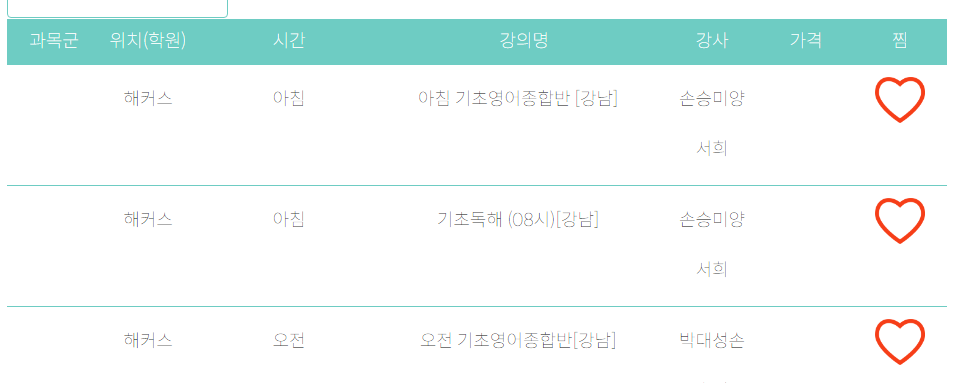 과목군 위치(학원) 시간 강의명 강사 가격 찜
해커스 아침 아침 기초영어종합반 [강남] 손승미양
서희
해커스 아침 기초독해 (08시)[강남] 손승미양
서희
해커스 오전 오전 기초영어종합반[강남] 박대성손